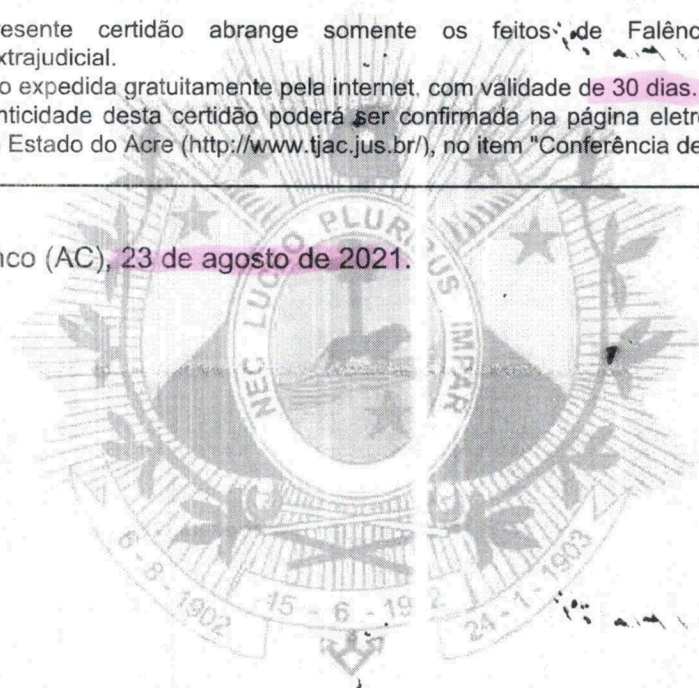 resente certidão abrange somente os feitos de Falênc
xtrajudicial.
o expedida gratuitamente pela internet, com validade de 30 dias.
nticidade desta certidão poderá ser confirmada na página eletr
Estado do Acre (http://www.tjac.jus.br/), no item "Conferência de
nco (AC), 23 de agosto de 2021.
NEC LUCEO PLURIBUS IMPAR
6-8-1902
15 - 6 - 19 2
24-1-1903